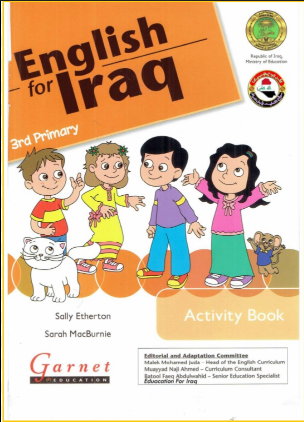 English
for Iraq
3rd Primary
Republic of Iraq,
Ministry of Education
Sally Etherton
Sarah MacBurnie
Activity Book
Garnet
EDUCATION
Editorial and Adaptation Committee
Malek Mohamed Juda – Head of the English Curriculum
Muayyad Naji Ahmed – Curriculum Consultant
Batool Faeq Abdulwahid – Senior Education Specialist
Eduocation For Iraq